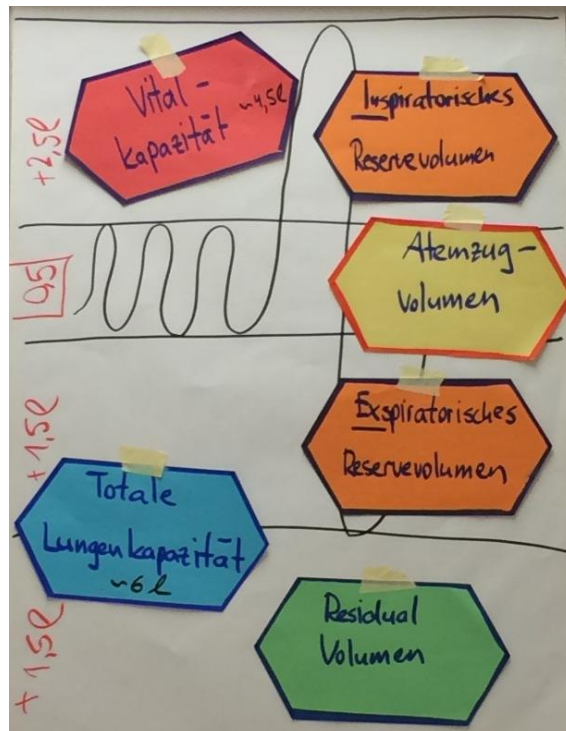 Vital-
kapazität ~4,5l
Inspiratorisches
Reservevolumen
+2,5l
Atemzug-
volumen
0,5
Exspiratorisches
Reservevolumen
+1,5l
Totale
Lungenkapazität
~6l
Residual
Volumen
+1,5l